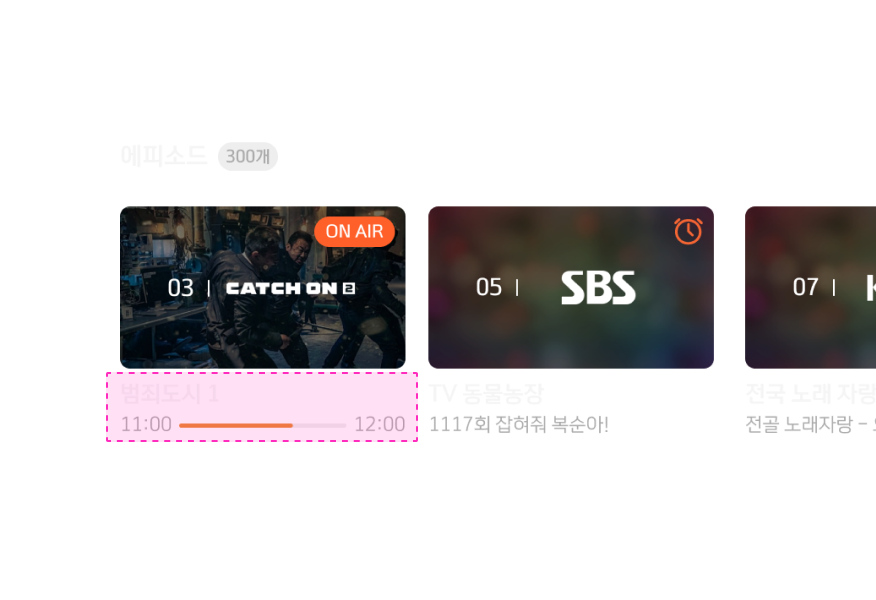 에피소드 300개
ON AIR
03 | CATCH ON 2
05 | SBS
07 | K
범죄도시 1
11:00 12:00
TV 동물농장
1117회 잡혀줘 복순아!
전국 노래 자랑
전골 노래자랑 -